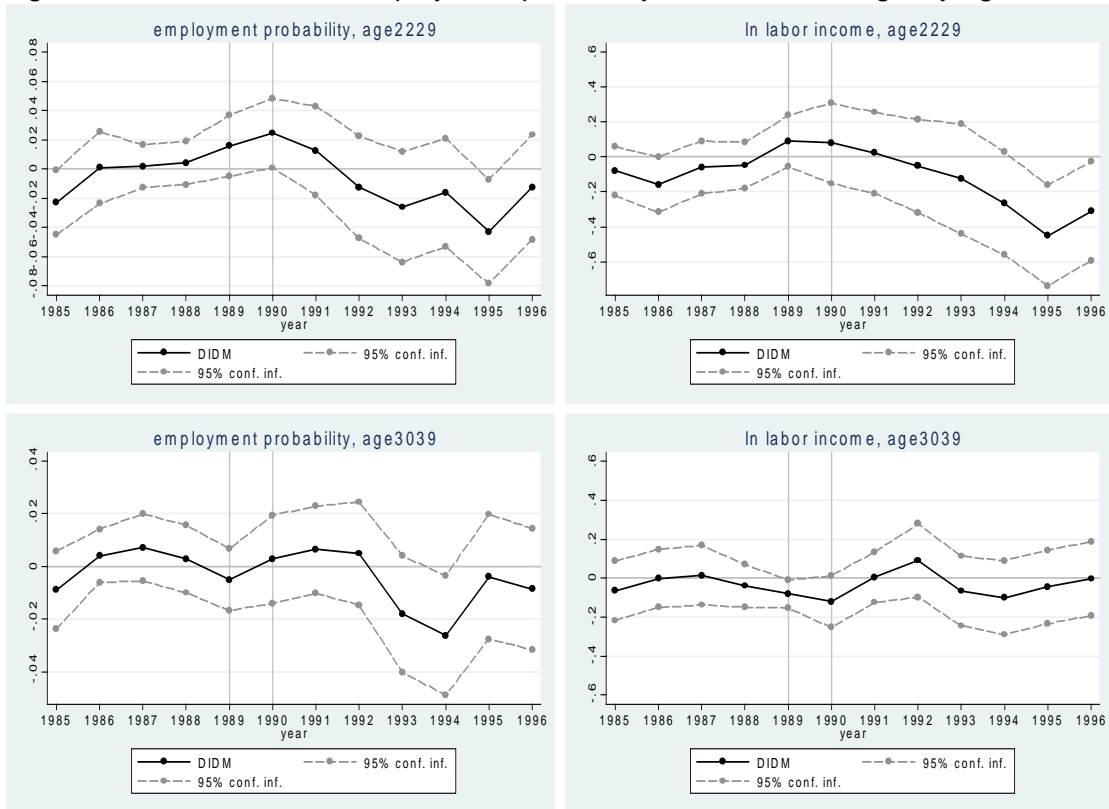 employment probability, age2229
.08
.06
.04
.02
0
-.02
-.04
-.06
-.08
1985 1986 1987 1988 1989 1990 1991 1992 1993 1994 1995 1996
year
DIDM 95% conf. inf.
95% conf. inf.
ln labor income, age2229
.6
.4
.2
0
-.2
-.4
-.6
1985 1986 1987 1988 1989 1990 1991 1992 1993 1994 1995 1996
year
DIDM 95% conf. inf.
95% conf. inf.
employment probability, age3039
.04
.02
0
-.02
-.04
1985 1986 1987 1988 1989 1990 1991 1992 1993 1994 1995 1996
year
DIDM 95% conf. inf.
95% conf. inf.
ln labor income, age3039
.6
.4
.2
0
-.2
-.4
-.6
1985 1986 1987 1988 1989 1990 1991 1992 1993 1994 1995 1996
year
DIDM 95% conf. inf.
95% conf. inf.